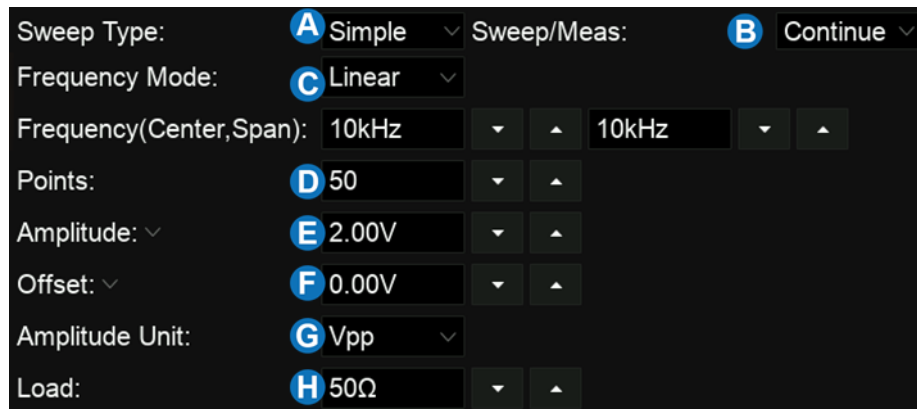 Sweep Type: A Simple Sweep/Meas: B Continue
Frequency Mode: C Linear
Frequency(Center,Span): 10kHz 10kHz
Points: D 50
Amplitude: E 2.00V
Offset: F 0.00V
Amplitude Unit: G Vpp
Load: H 50Ω